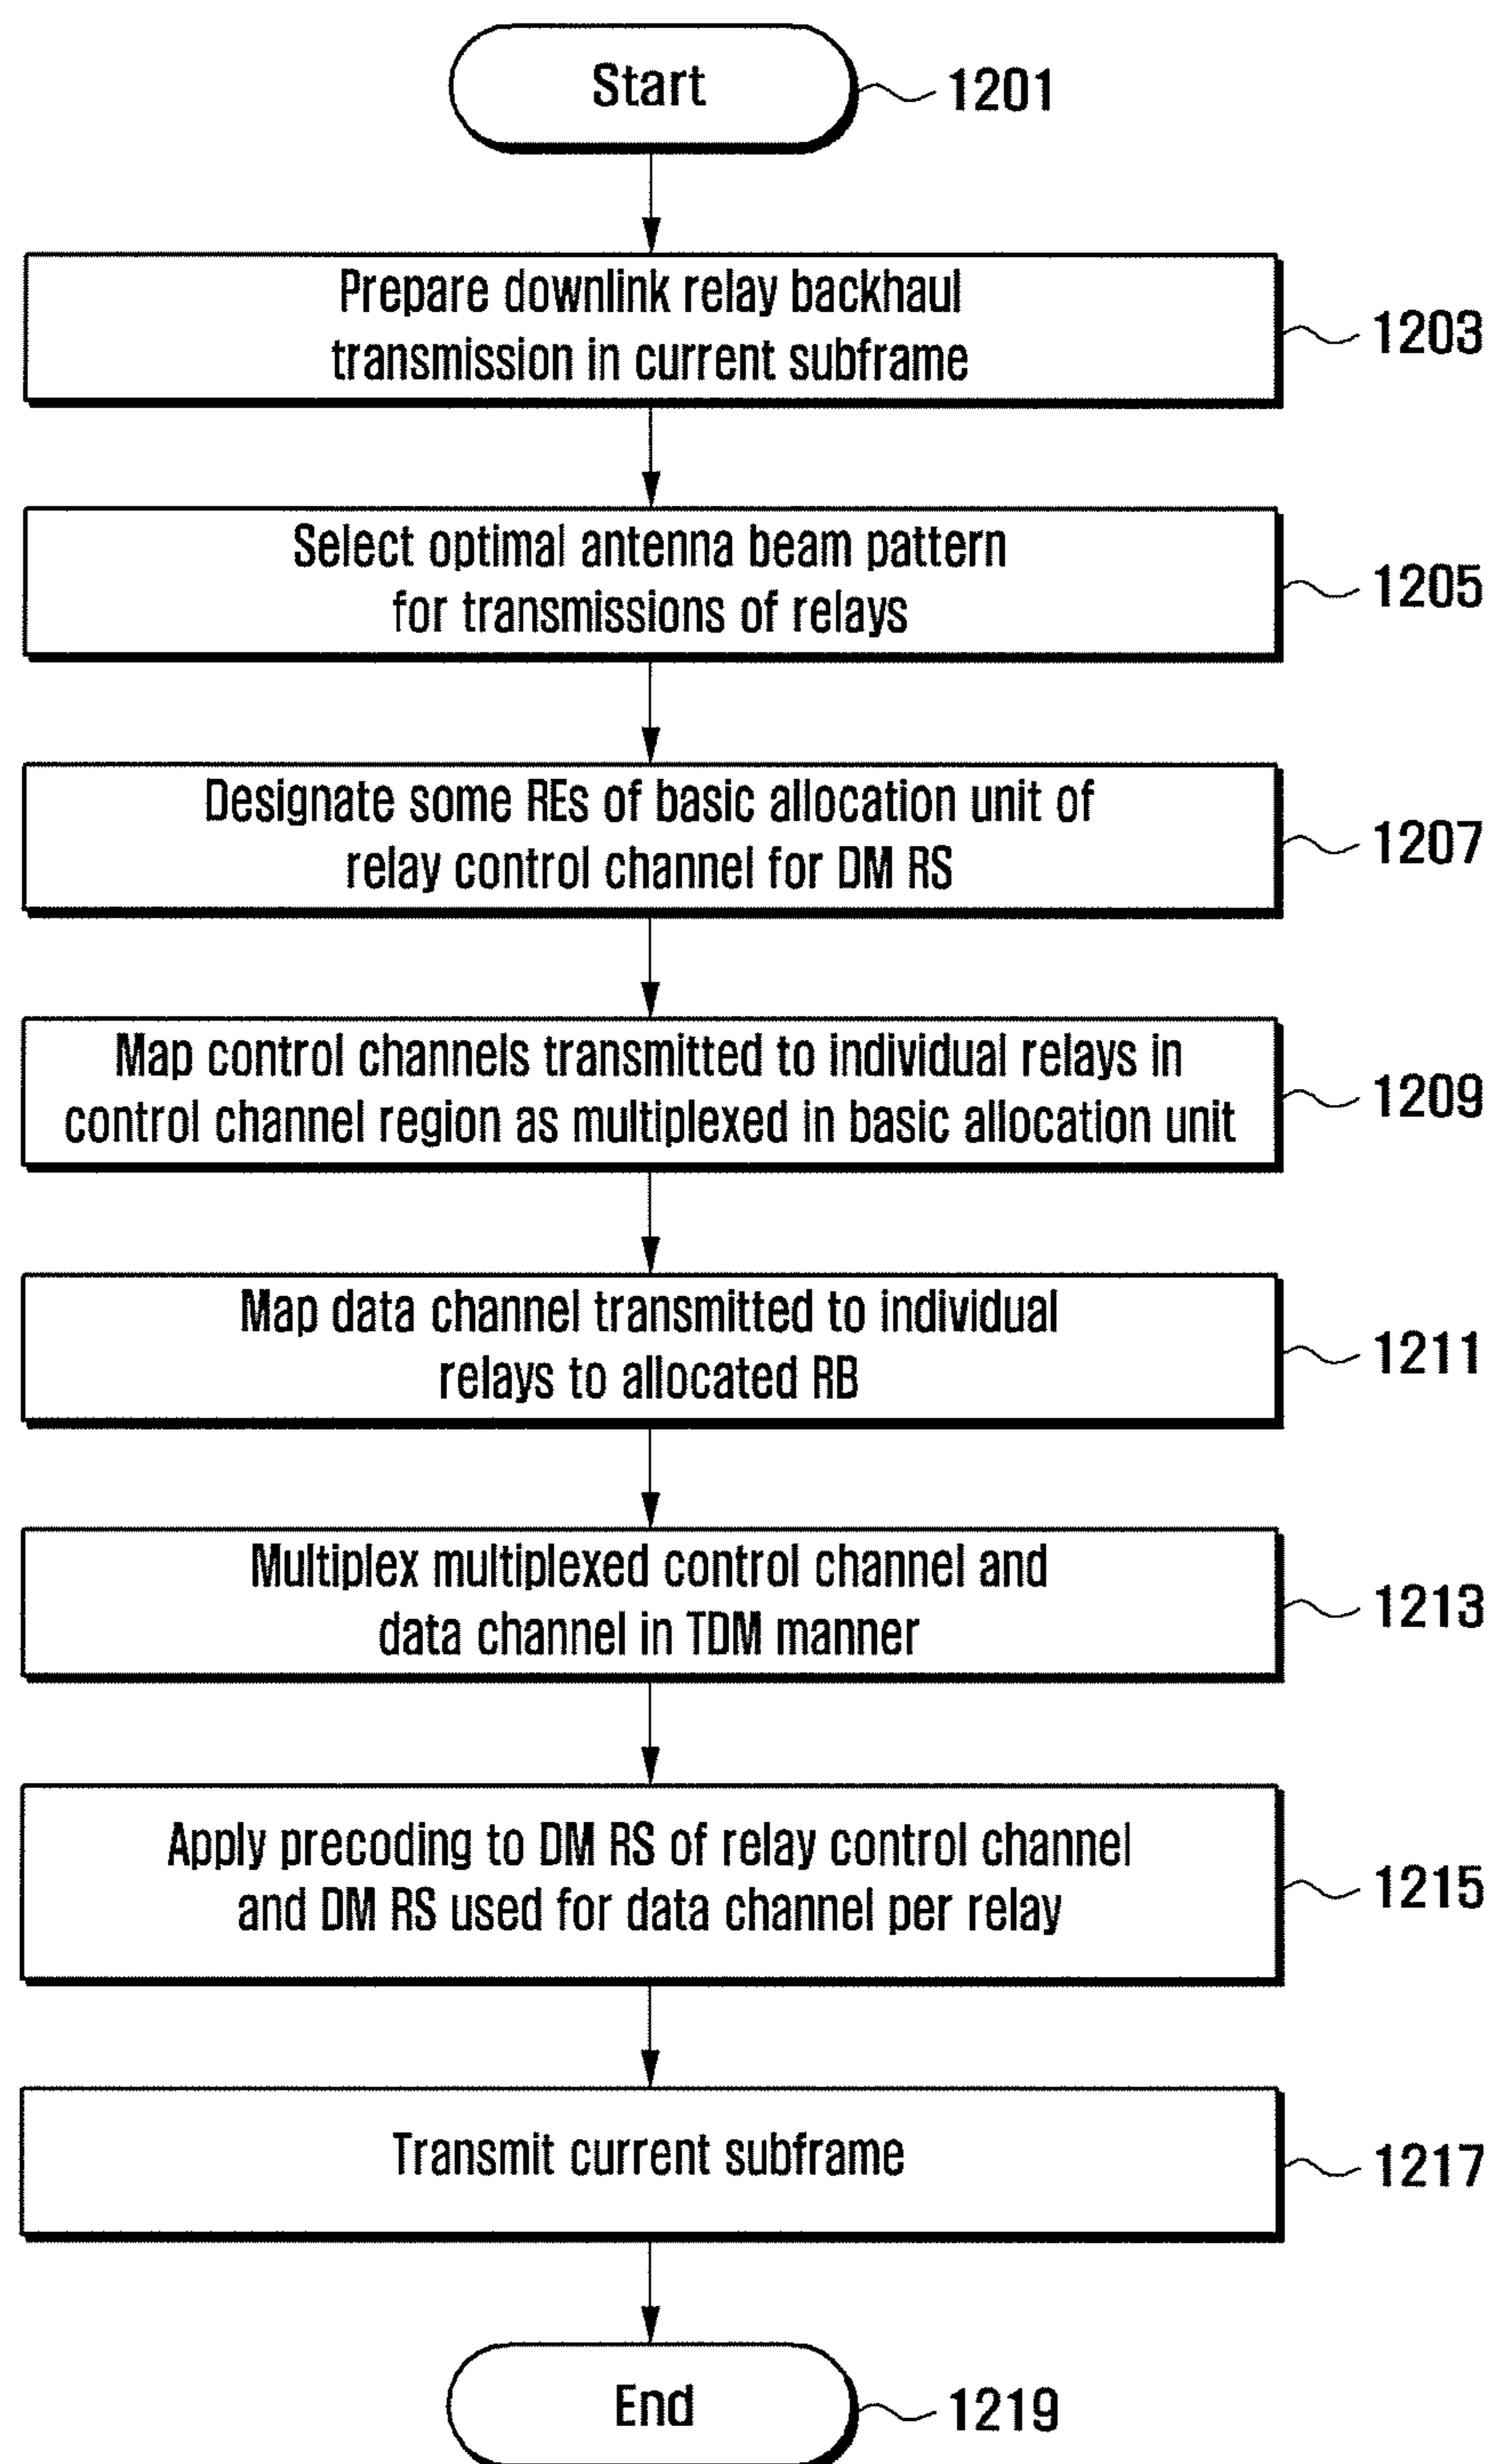 Start
1201
Prepare downlink relay backhaul
transmission in current subframe
1203
Select optimal antenna beam pattern
for transmissions of relays
1205
Designate some REs of basic allocation unit of
relay control channel for DM RS
1207
Map control channels transmitted to individual relays in
control channel region as multiplexed in basic allocation unit
1209
Map data channel transmitted to individual
relays to allocated RB
1211
Multiplex multiplexed control channel and
data channel in TDM manner
1213
Apply precoding to DM RS of relay control channel
and DM RS used for data channel per relay
1215
Transmit current subframe
1217
End
1219